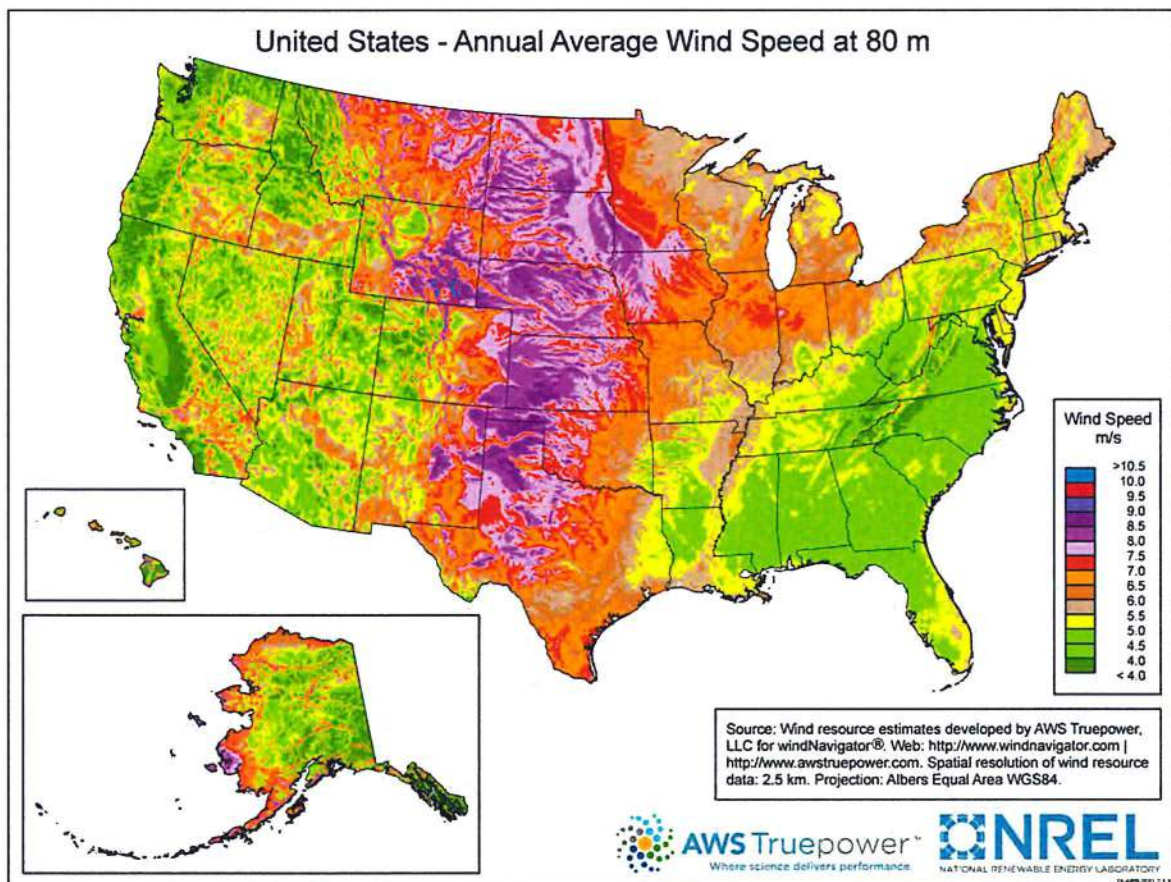 United States - Annual Average Wind Speed at 80 m
Wind Speed
m/s
>10.5
10.0
9.5
9.0
8.5
8.0
7.5
7.0
6.5
6.0
5.5
5.0
4.5
4.0
< 4.0
Source: Wind resource estimates developed by AWS Truepower,
LLC for windNavigator®. Web: http://www.windnavigator.com |
http://www.awstruepower.com. Spatial resolution of wind resource
data: 2.5 km. Projection: Albers Equal Area WGS84.
AWS Truepower™
Where science delivers performance.
NREL
NATIONAL RENEWABLE ENERGY LABORATORY